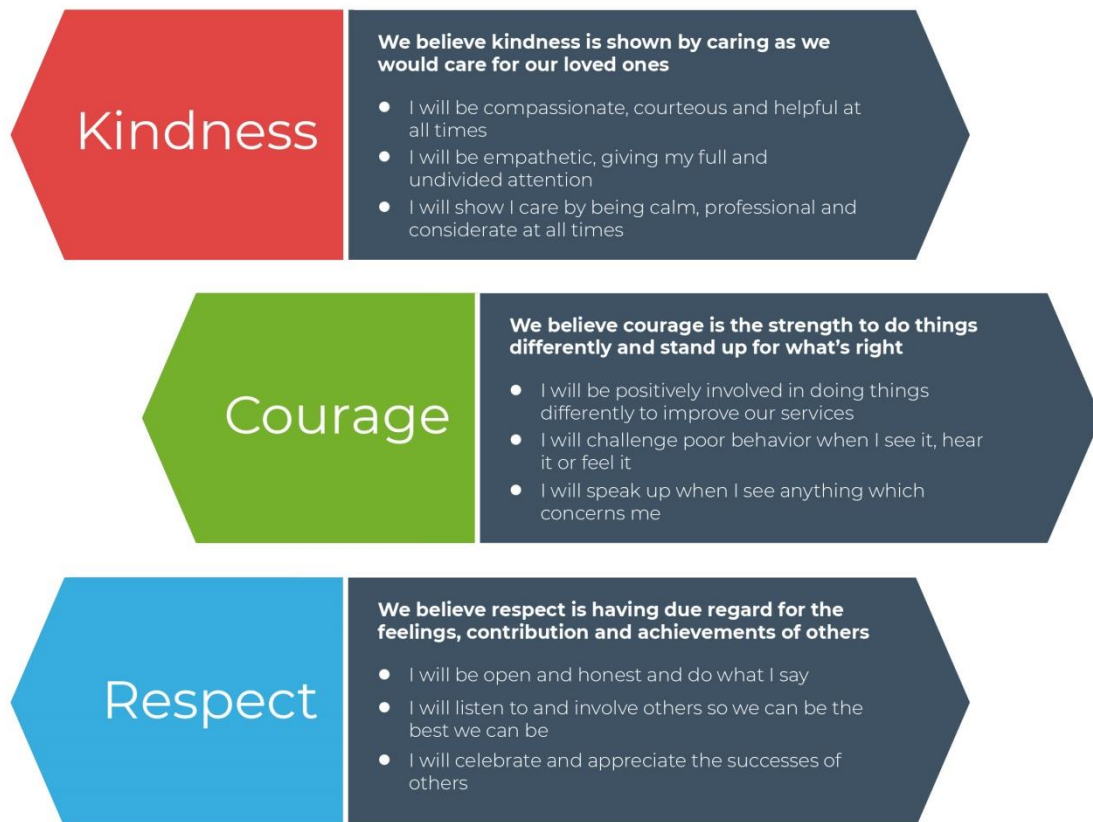 Kindness
We believe kindness is shown by caring as we
would care for our loved ones
● I will be compassionate, courteous and helpful at
all times
● I will be empathetic, giving my full and
undivided attention
● I will show I care by being calm, professional and
considerate at all times
Courage
We believe courage is the strength to do things
differently and stand up for what's right
● I will be positively involved in doing things
differently to improve our services
● I will challenge poor behavior when I see it, hear
it or feel it
● I will speak up when I see anything which
concerns me
Respect
We believe respect is having due regard for the
feelings, contribution and achievements of others
● I will be open and honest and do what I say
● I will listen to and involve others so we can be the
best we can be
● I will celebrate and appreciate the successes of
others